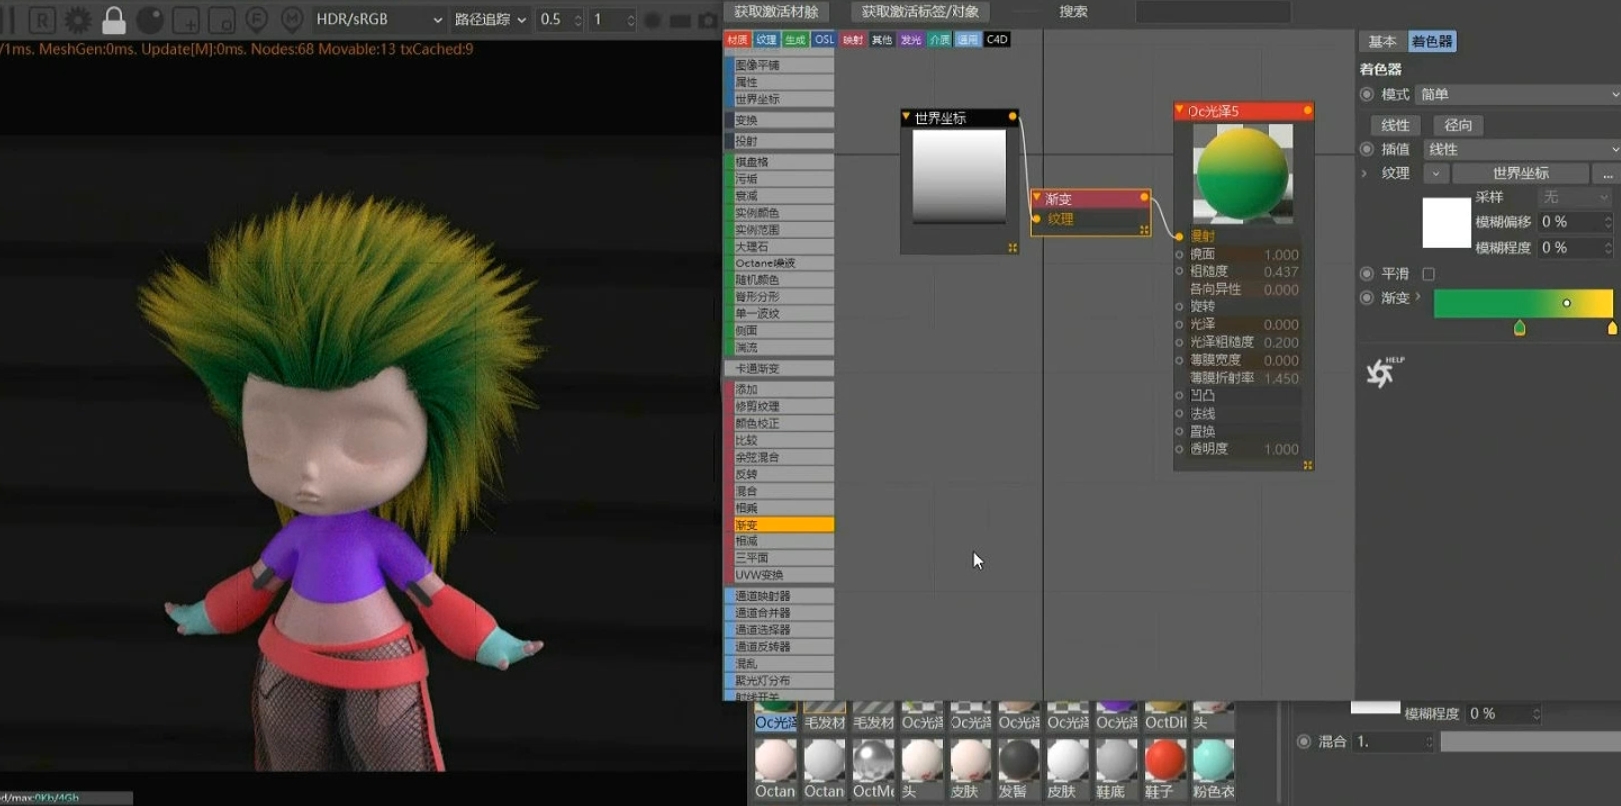 HDR/sRGB
路径追踪
0.5
1
获取激活材除
获取激活标签/对象
搜索
/1ms. MeshGen:0ms. Update[M]:0ms. Nodes:68 Movable:13 txCached:9
材质
纹理
生成
OSL
映射
其他
发光
介质
通用
C4D
基本
着色器
图像平铺
属性
世界坐标
变换
投射
棋盘格
污垢
衰减
实例颜色
实例范围
大理石
Octane噪波
随机颜色
脊形分形
单一波纹
侧面
湍流
卡通渐变
添加
修剪纹理
颜色校正
比较
余弦混合
反转
混合
相乘
渐变
相减
三平面
UVW变换
通道映射器
通道合并器
通道选择器
通道反转器
混乱
聚光灯分布
射线开关
世界坐标
渐变
纹理
Oc光泽5
漫射
镜面 1.000
粗糙度 0.437
各向异性 0.000
旋转
光泽 0.000
光泽粗糙度 0.200
薄膜宽度 0.000
薄膜折射率 1.450
凹凸
法线
置换
透明度 1.000
着色器
模式 简单
线性 径向
插值 线性
纹理 世界坐标 ...
采样 无
模糊偏移 0 %
模糊程度 0 %
平滑
渐变
HELP
Oc光泽
毛发材
毛发材
Oc光泽
Oc光泽
Oc光泽
Oc光泽
Oc光泽
OctDif
头
Octan
Octan
OctMe
头
皮肤
发髻
皮肤
鞋底
鞋子
粉色衣
模糊程度 0 %
混合 1.
ed/max:0Kb/4Gb